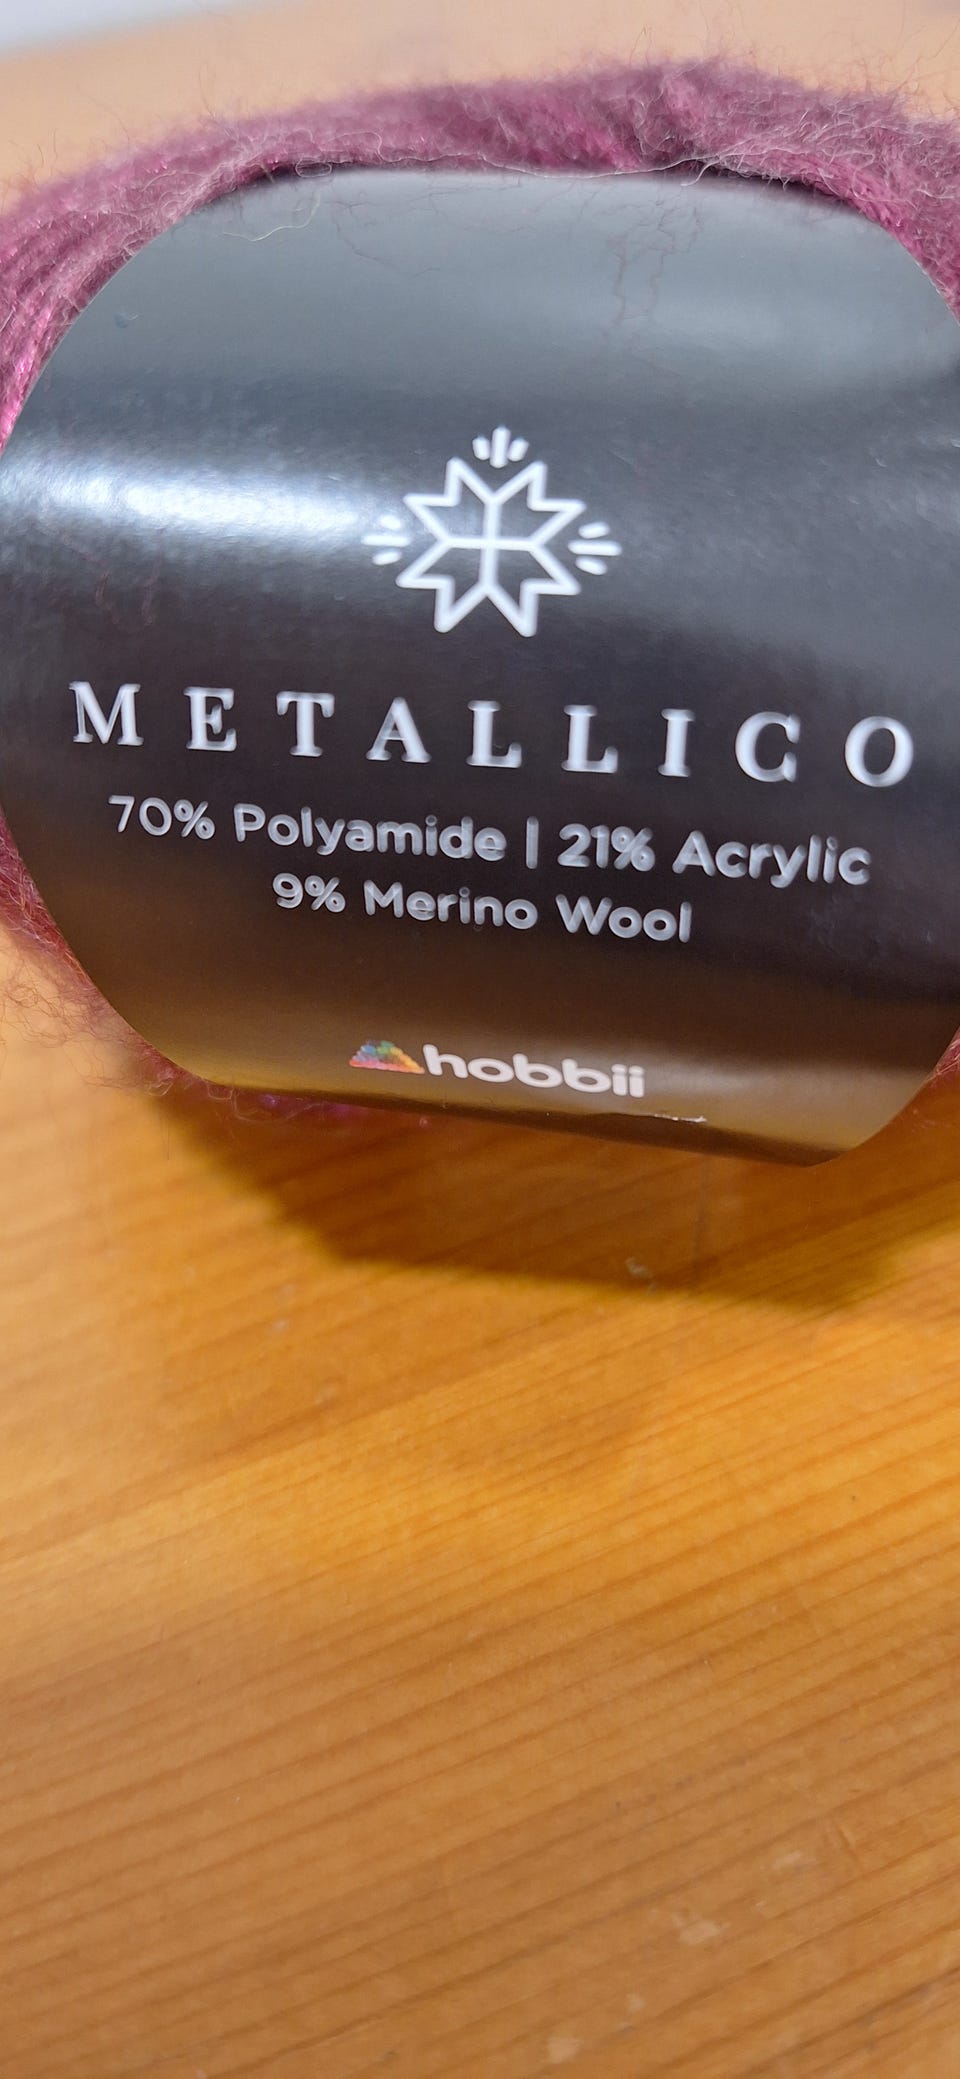 METALLICO
70% Polyamide | 21% Acrylic
9% Merino Wool
hobbii